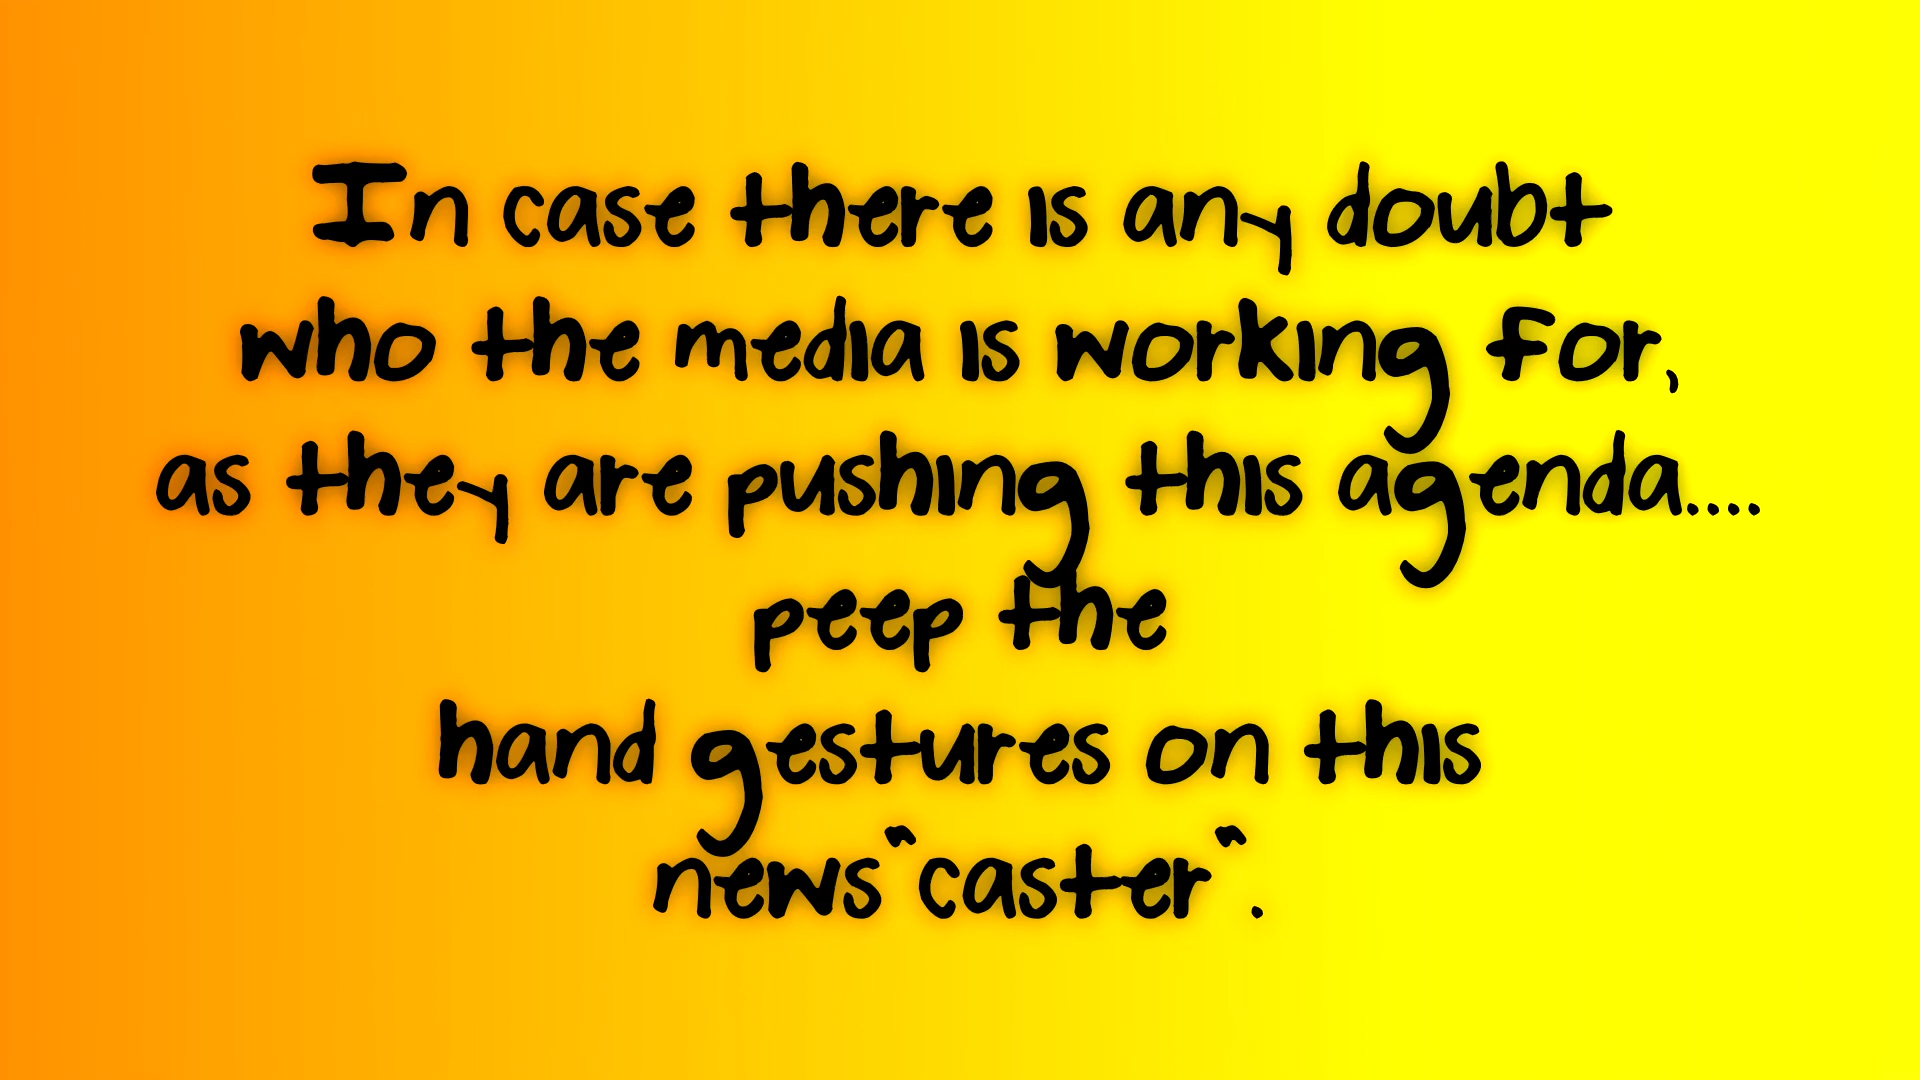 In case there is any doubt
who the media is working for,
as they are pushing this agenda....
peep the
hand gestures on this
news"caster".